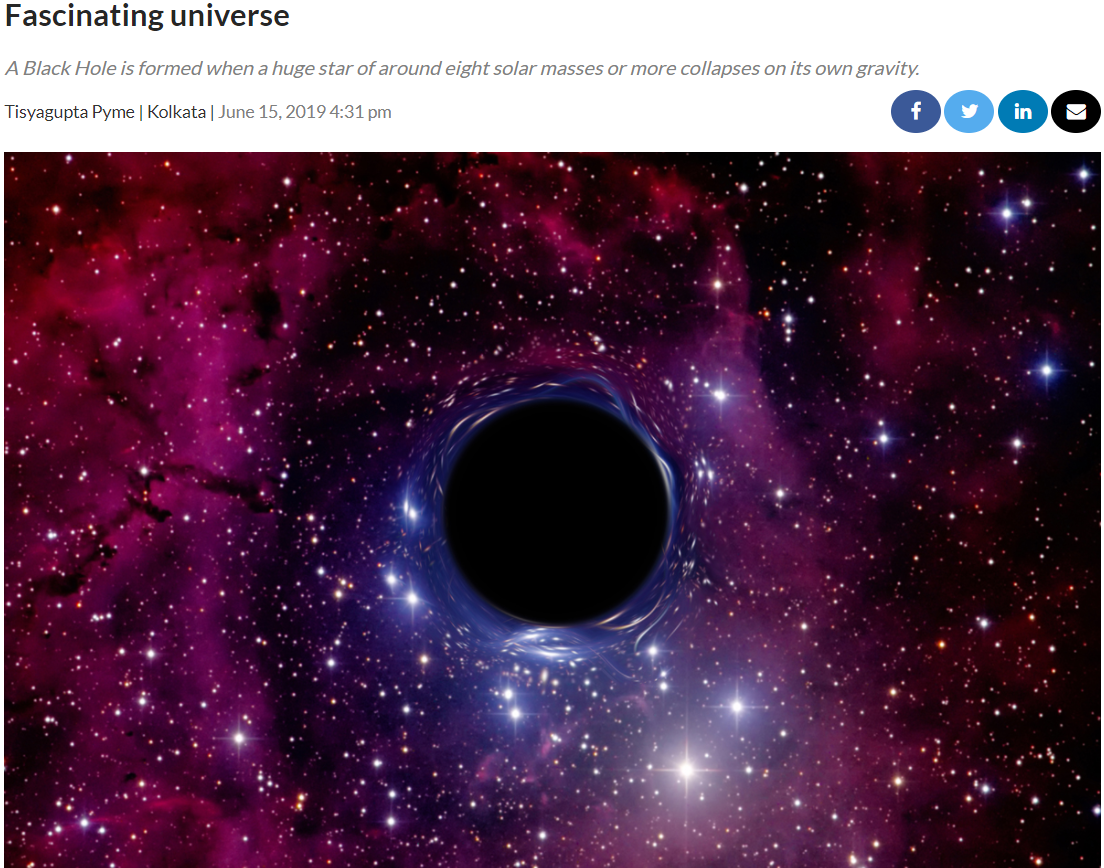 Fascinating universe
A Black Hole is formed when a huge star of around eight solar masses or more collapses on its own gravity.
Tisyagupta Pyme | Kolkata | June 15, 2019 4:31 pm